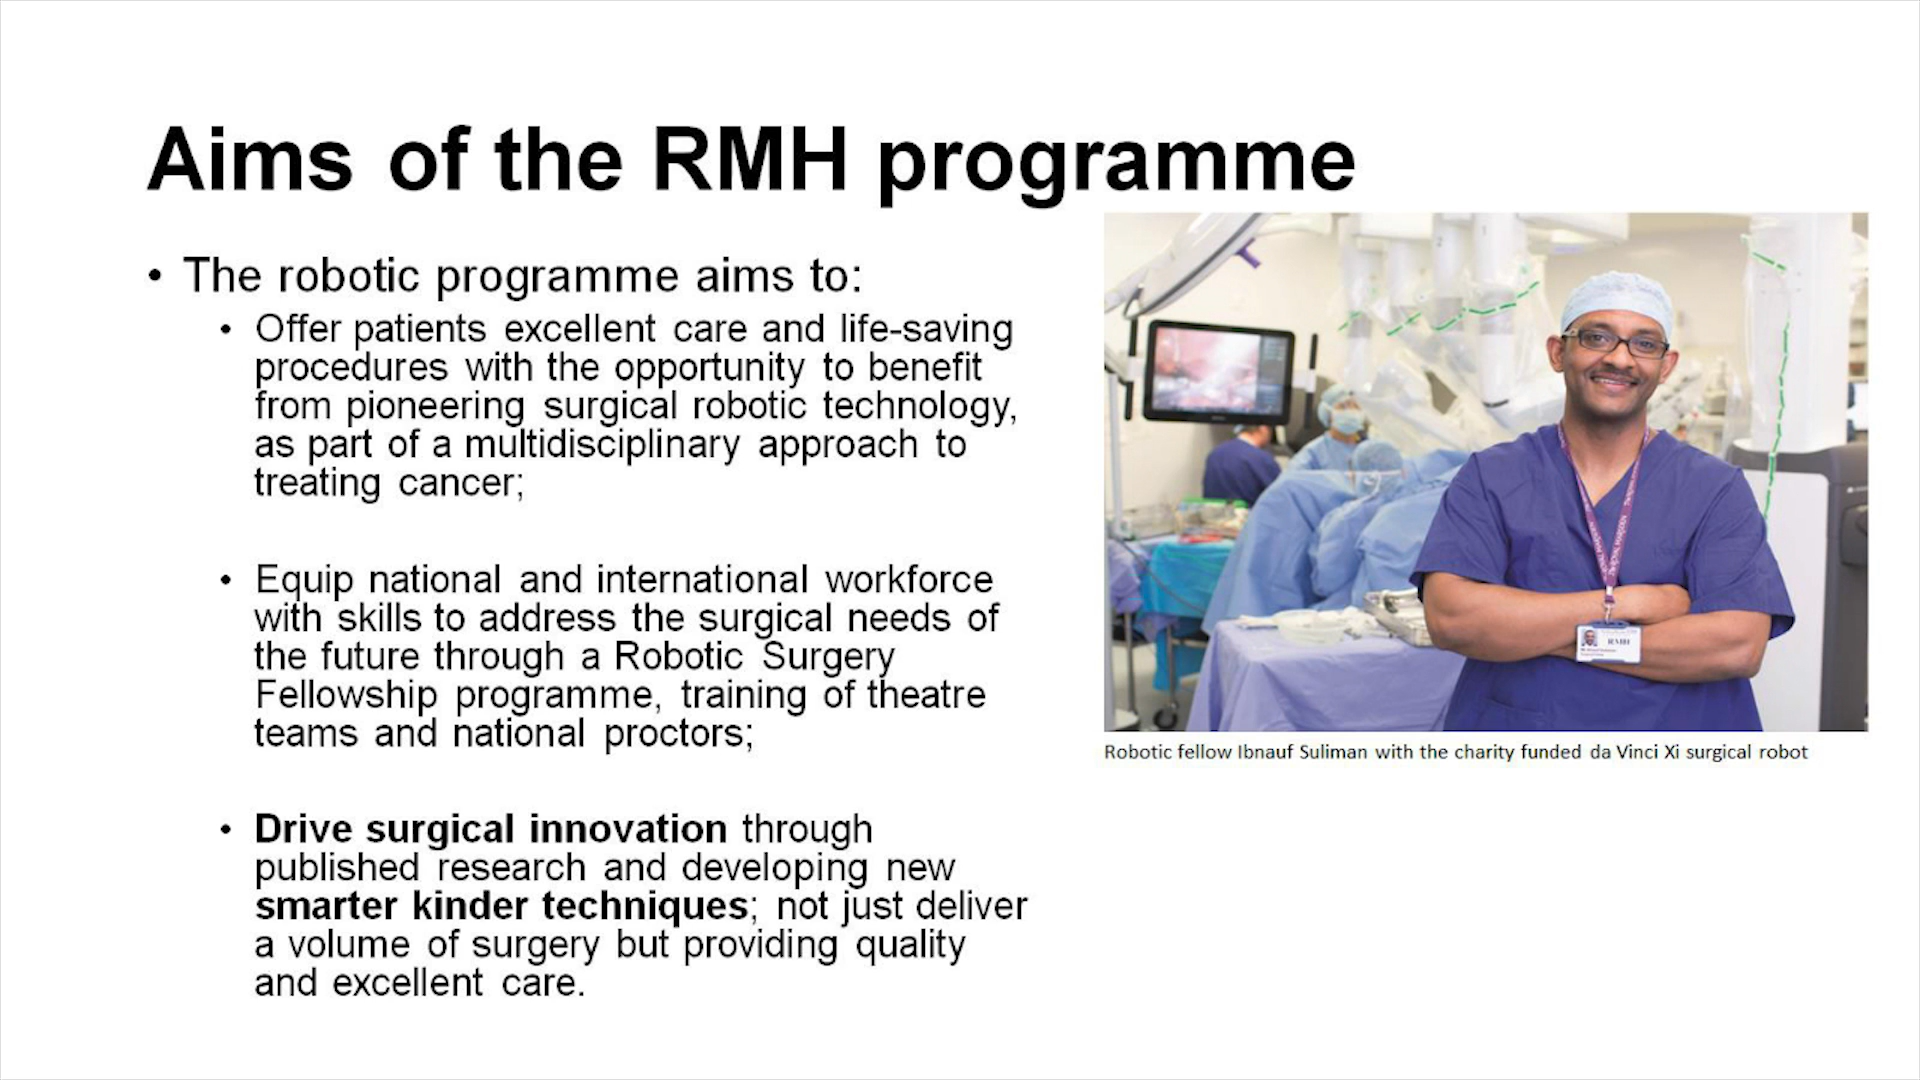 Aims of the RMH programme
• The robotic programme aims to:
• Offer patients excellent care and life-saving
procedures with the opportunity to benefit
from pioneering surgical robotic technology,
as part of a multidisciplinary approach to
treating cancer;
• Equip national and international workforce
with skills to address the surgical needs of
the future through a Robotic Surgery
Fellowship programme, training of theatre
teams and national proctors;
• Drive surgical innovation through
published research and developing new
smarter kinder techniques; not just deliver
a volume of surgery but providing quality
and excellent care.
2
1
RMH
Robotic fellow Ibnauf Suliman with the charity funded da Vinci Xi surgical robot